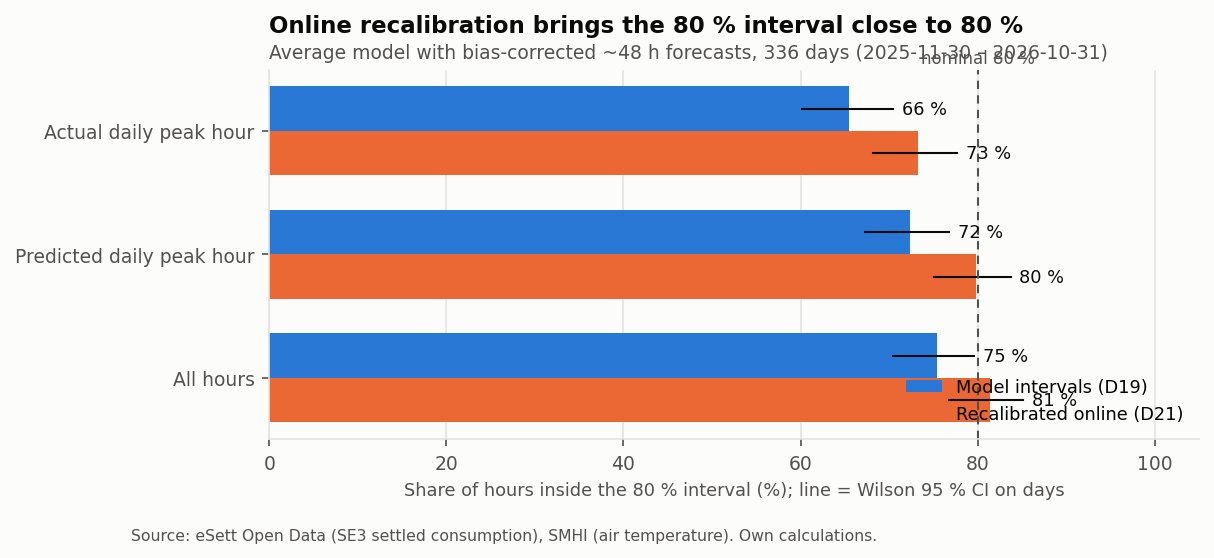 Online recalibration brings the 80 % interval close to 80 %
Average model with bias-corrected ~48 h forecasts, 336 days (2025-11-30 – 2026-10-31)
nominal 80 %
Actual daily peak hour
66 %
73 %
Predicted daily peak hour
72 %
80 %
All hours
75 %
81 %
Model intervals (D19)
Recalibrated online (D21)
0 20 40 60 80 100
Share of hours inside the 80 % interval (%); line = Wilson 95 % CI on days
Source: eSett Open Data (SE3 settled consumption), SMHI (air temperature). Own calculations.